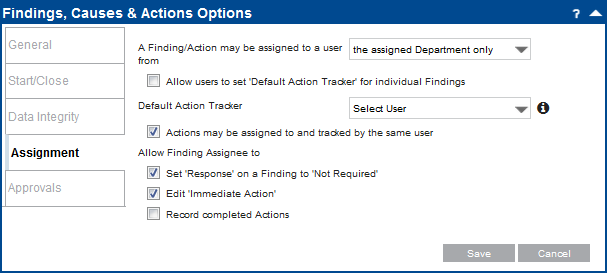 Findings, Causes & Actions Options ?
General
Start/Close
Data Integrity
Assignment
Approvals
A Finding/Action may be assigned to a user
from
the assigned Department only
Allow users to set 'Default Action Tracker' for individual Findings
Default Action Tracker
Select User
Actions may be assigned to and tracked by the same user
Allow Finding Assignee to
Set 'Response' on a Finding to 'Not Required'
Edit 'Immediate Action'
Record completed Actions
Save
Cancel